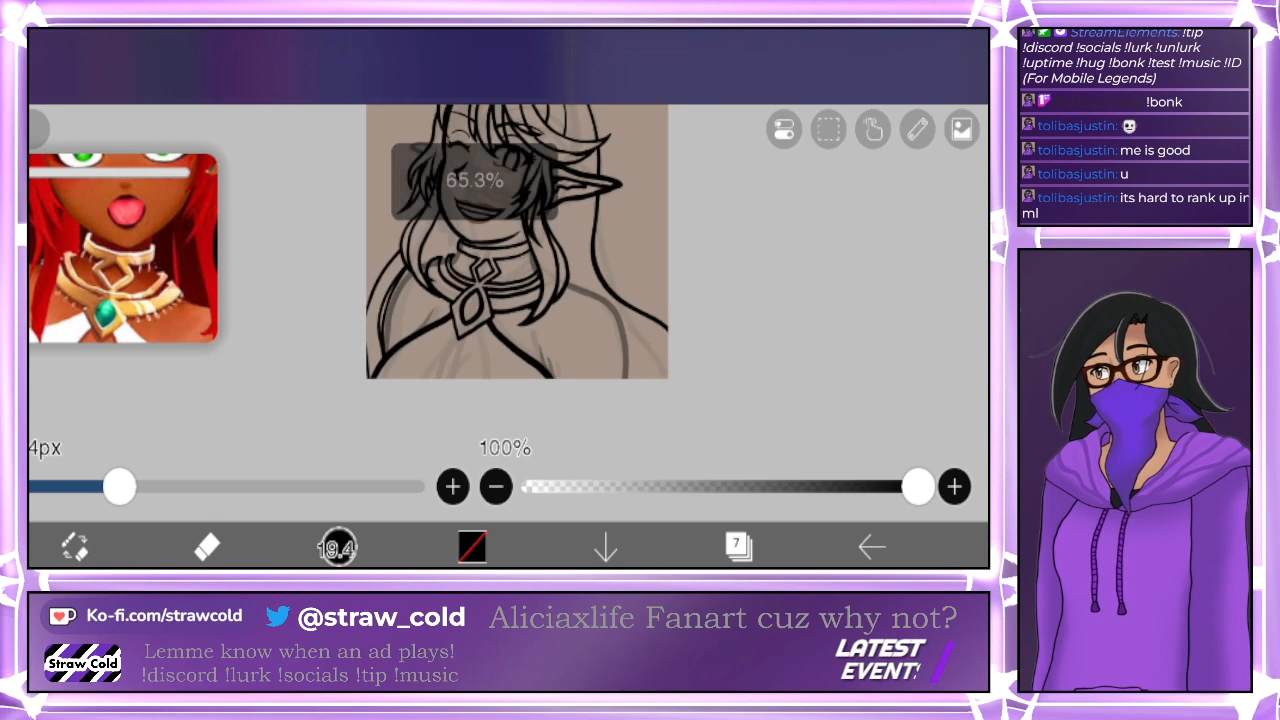 StreamElements: !tip
!discord !socials !lurk !unlurk
!uptime !hug !bonk !test !music !ID
(For Mobile Legends)
!bonk
tolibasjustin:
tolibasjustin: me is good
tolibasjustin: u
tolibasjustin: its hard to rank up in
ml
65.3%
4px
100%
19.4
7
Ko-fi.com/strawcold
@straw_cold
Aliciaxlife Fanart cuz why not?
Straw Cold
Lemme know when an ad plays!
!discord !lurk !socials !tip !music
LATEST
EVENT